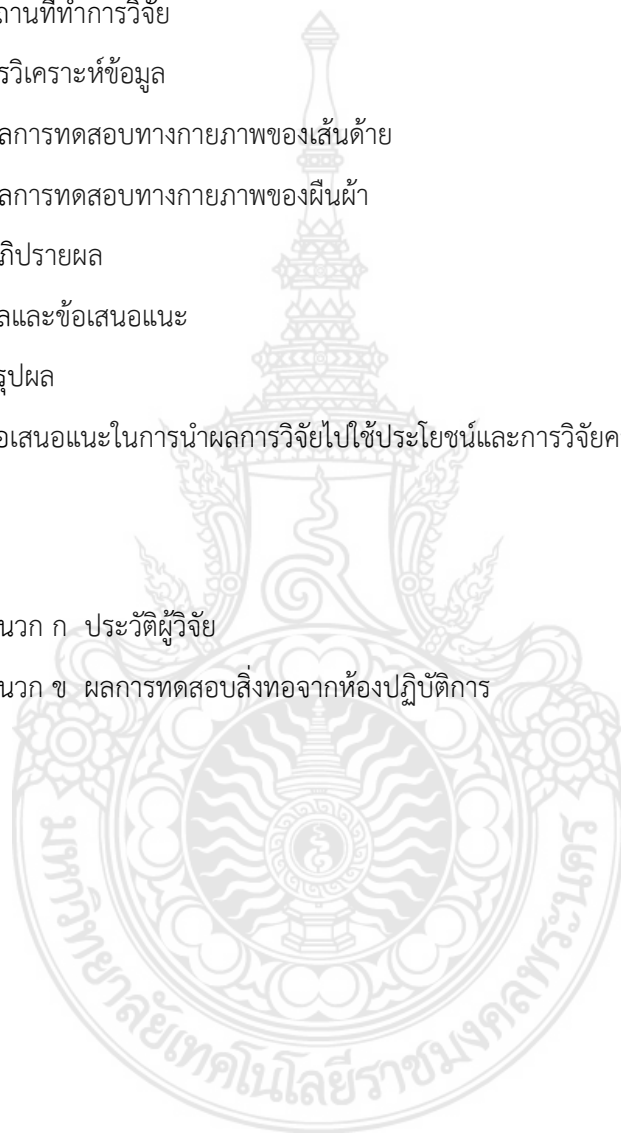 ถานที่ทำการวิจัย
รวิเคราะห์ข้อมูล
ลการทดสอบทางกายภาพของเส้นด้าย
ลการทดสอบทางกายภาพของผืนผ้า
ภิปรายผล
ลและข้อเสนอแนะ
รุปผล
อเสนอแนะในการนำผลการวิจัยไปใช้ประโยชน์และการวิจัยค
นวก ก ประวัติผู้วิจัย
นวก ข ผลการทดสอบสิ่งทอจากห้องปฏิบัติการ
มหาวิทยาลัยเทคโนโลยีราชมงคลพระนคร